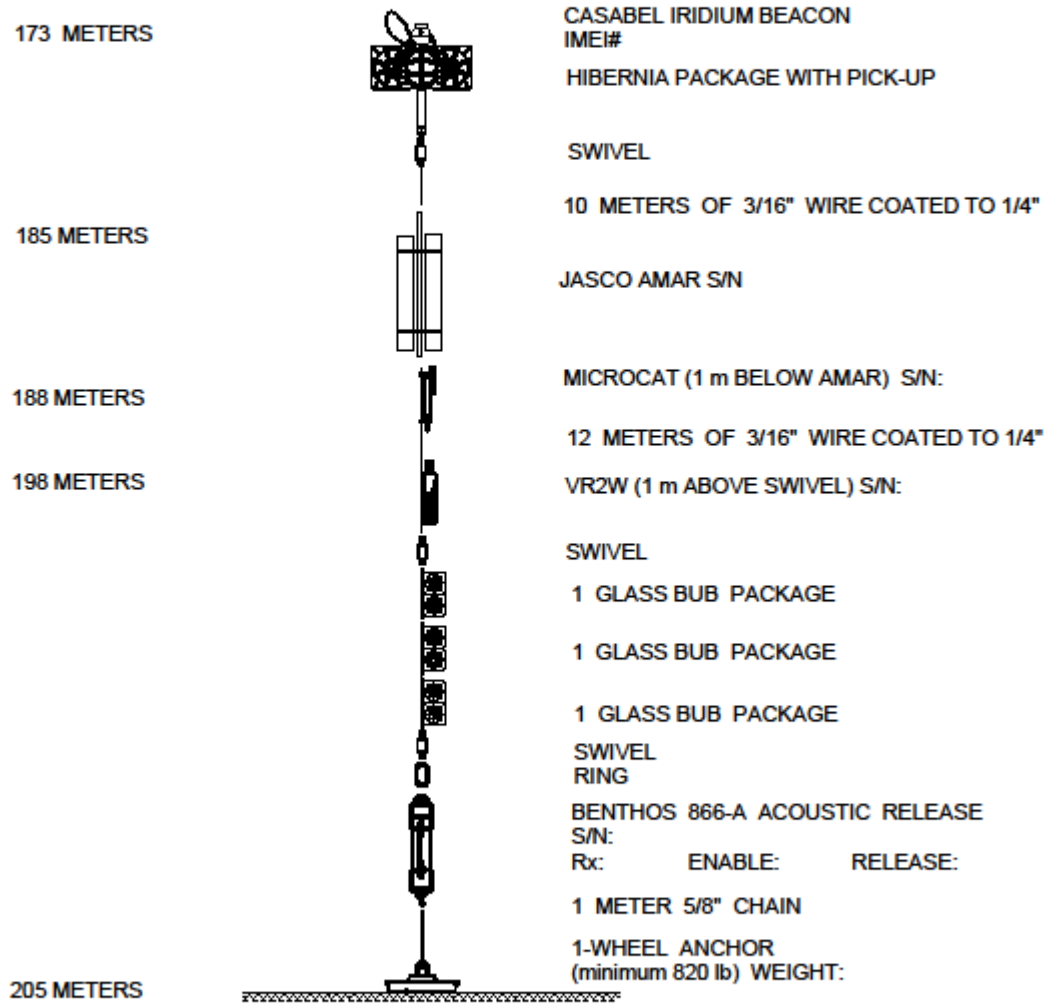 173 METERS
CASABEL IRIDIUM BEACON
IMEI#
HIBERNIA PACKAGE WITH PICK-UP
SWIVEL
10 METERS OF 3/16" WIRE COATED TO 1/4"
185 METERS
JASCO AMAR S/N
MICROCAT (1 m BELOW AMAR) S/N:
188 METERS
12 METERS OF 3/16" WIRE COATED TO 1/4"
198 METERS
VR2W (1 m ABOVE SWIVEL) S/N:
SWIVEL
1 GLASS BUB PACKAGE
1 GLASS BUB PACKAGE
1 GLASS BUB PACKAGE
SWIVEL
RING
BENTHOS 866-A ACOUSTIC RELEASE
S/N:
Rx: ENABLE: RELEASE:
1 METER 5/8" CHAIN
1-WHEEL ANCHOR
(minimum 820 lb) WEIGHT:
205 METERS